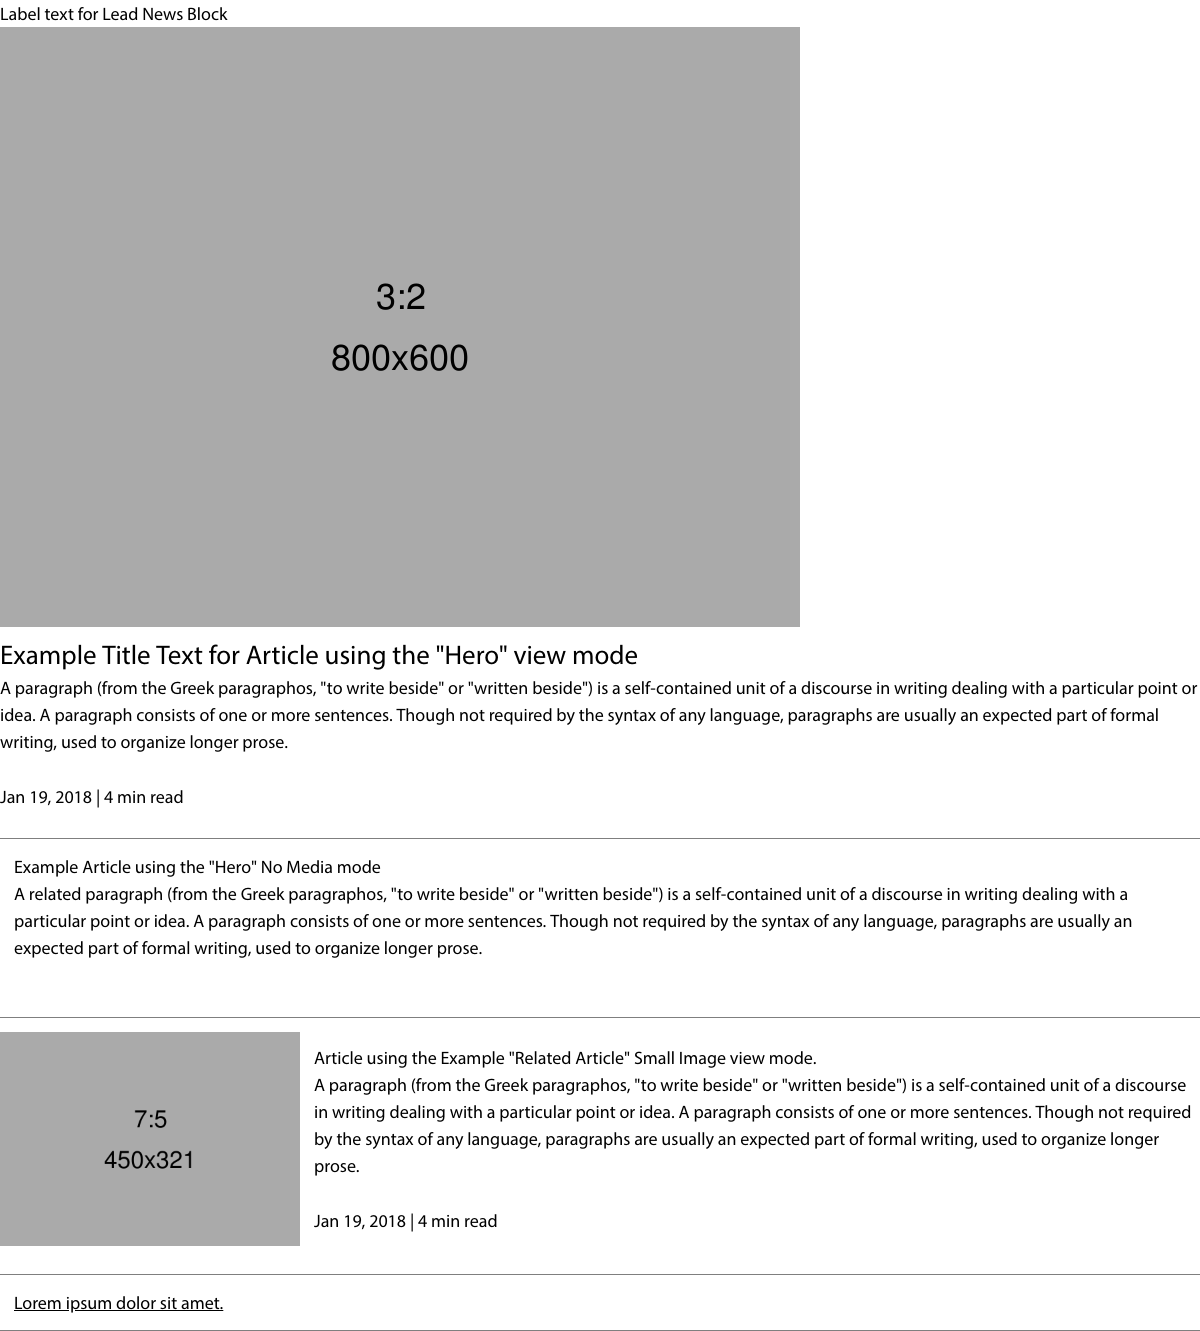 Label text for Lead News Block
3:2
800x600
Example Title Text for Article using the "Hero" view mode
A paragraph (from the Greek paragraphos, "to write beside" or "written beside") is a self-contained unit of a discourse in writing dealing with a particular point or
idea. A paragraph consists of one or more sentences. Though not required by the syntax of any language, paragraphs are usually an expected part of formal
writing, used to organize longer prose.
Jan 19, 2018 | 4 min read
Example Article using the "Hero" No Media mode
A related paragraph (from the Greek paragraphos, "to write beside" or "written beside") is a self-contained unit of a discourse in writing dealing with a
particular point or idea. A paragraph consists of one or more sentences. Though not required by the syntax of any language, paragraphs are usually an
expected part of formal writing, used to organize longer prose.
7:5
450x321
Article using the Example "Related Article" Small Image view mode.
A paragraph (from the Greek paragraphos, "to write beside" or "written beside") is a self-contained unit of a discourse
in writing dealing with a particular point or idea. A paragraph consists of one or more sentences. Though not required
by the syntax of any language, paragraphs are usually an expected part of formal writing, used to organize longer
prose.
Jan 19, 2018 | 4 min read
Lorem ipsum dolor sit amet.